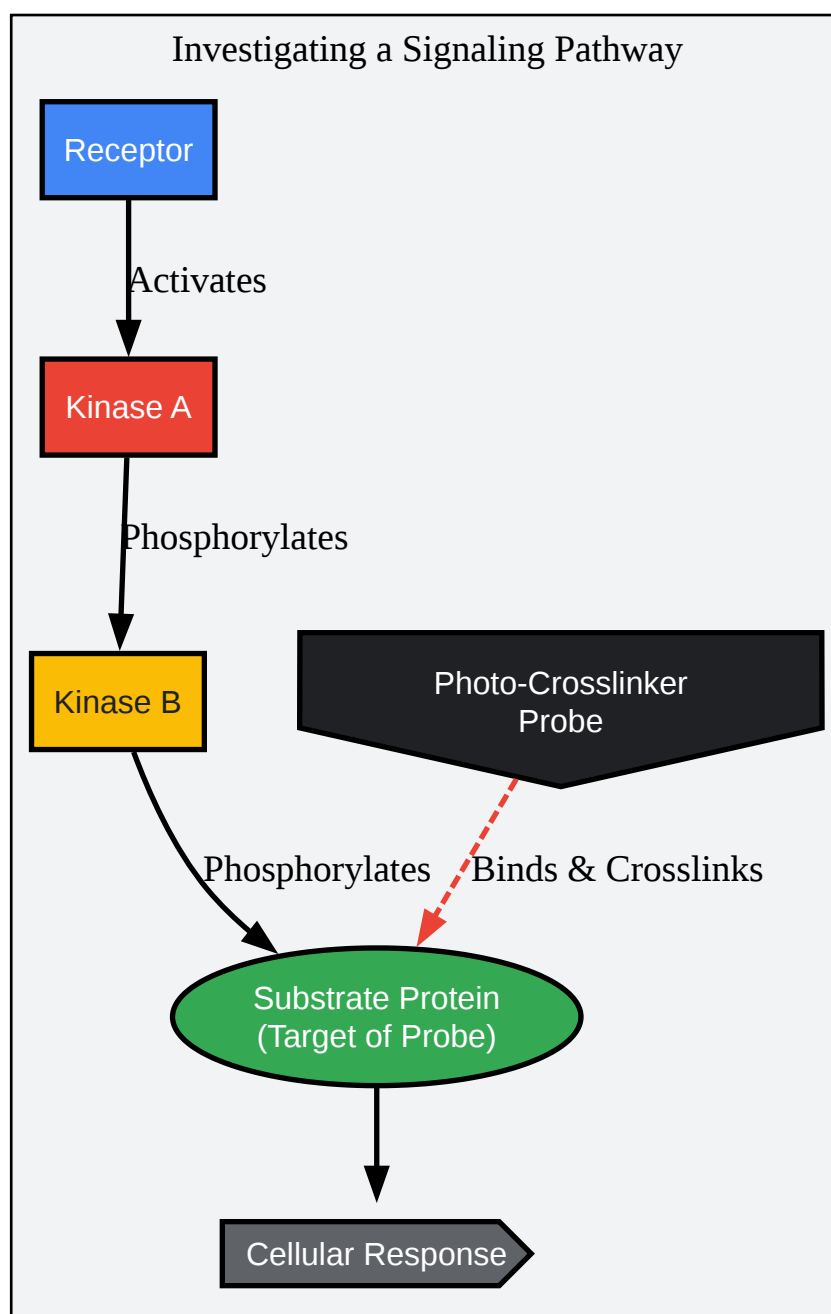 Investigating a Signaling Pathway
Receptor
Activates
Kinase A
Phosphorylates
Kinase B
Photo-Crosslinker
Probe
Phosphorylates
Binds & Crosslinks
Substrate Protein
(Target of Probe)
Cellular Response